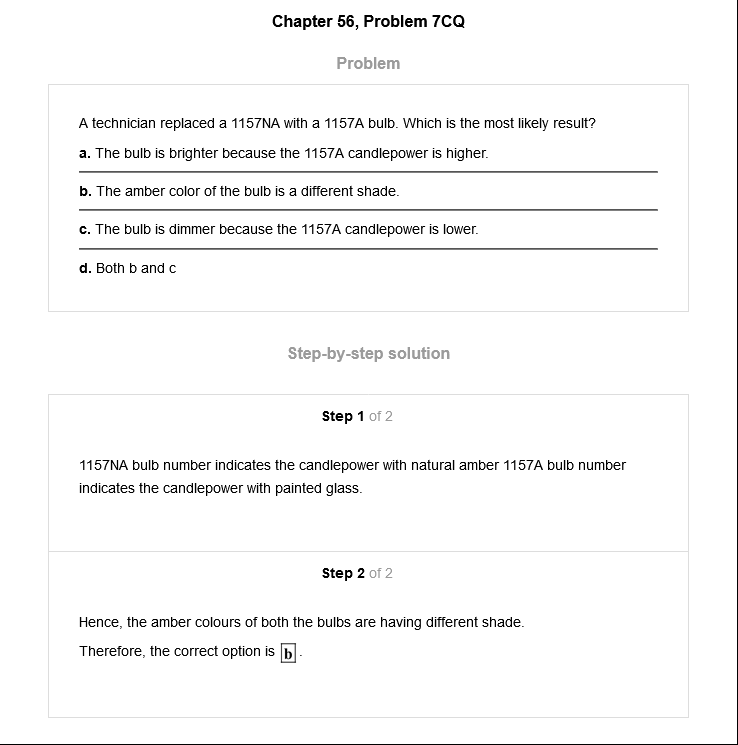 Chapter 56, Problem 7CQ
Problem
A technician replaced a 1157NA with a 1157A bulb. Which is the most likely result?
a. The bulb is brighter because the 1157A candlepower is higher.
b. The amber color of the bulb is a different shade.
c. The bulb is dimmer because the 1157A candlepower is lower.
d. Both b and c
Step-by-step solution
Step 1 of 2
1157NA bulb number indicates the candlepower with natural amber 1157A bulb number
indicates the candlepower with painted glass.
Step 2 of 2
Hence, the amber colours of both the bulbs are having different shade.
Therefore, the correct option is b .